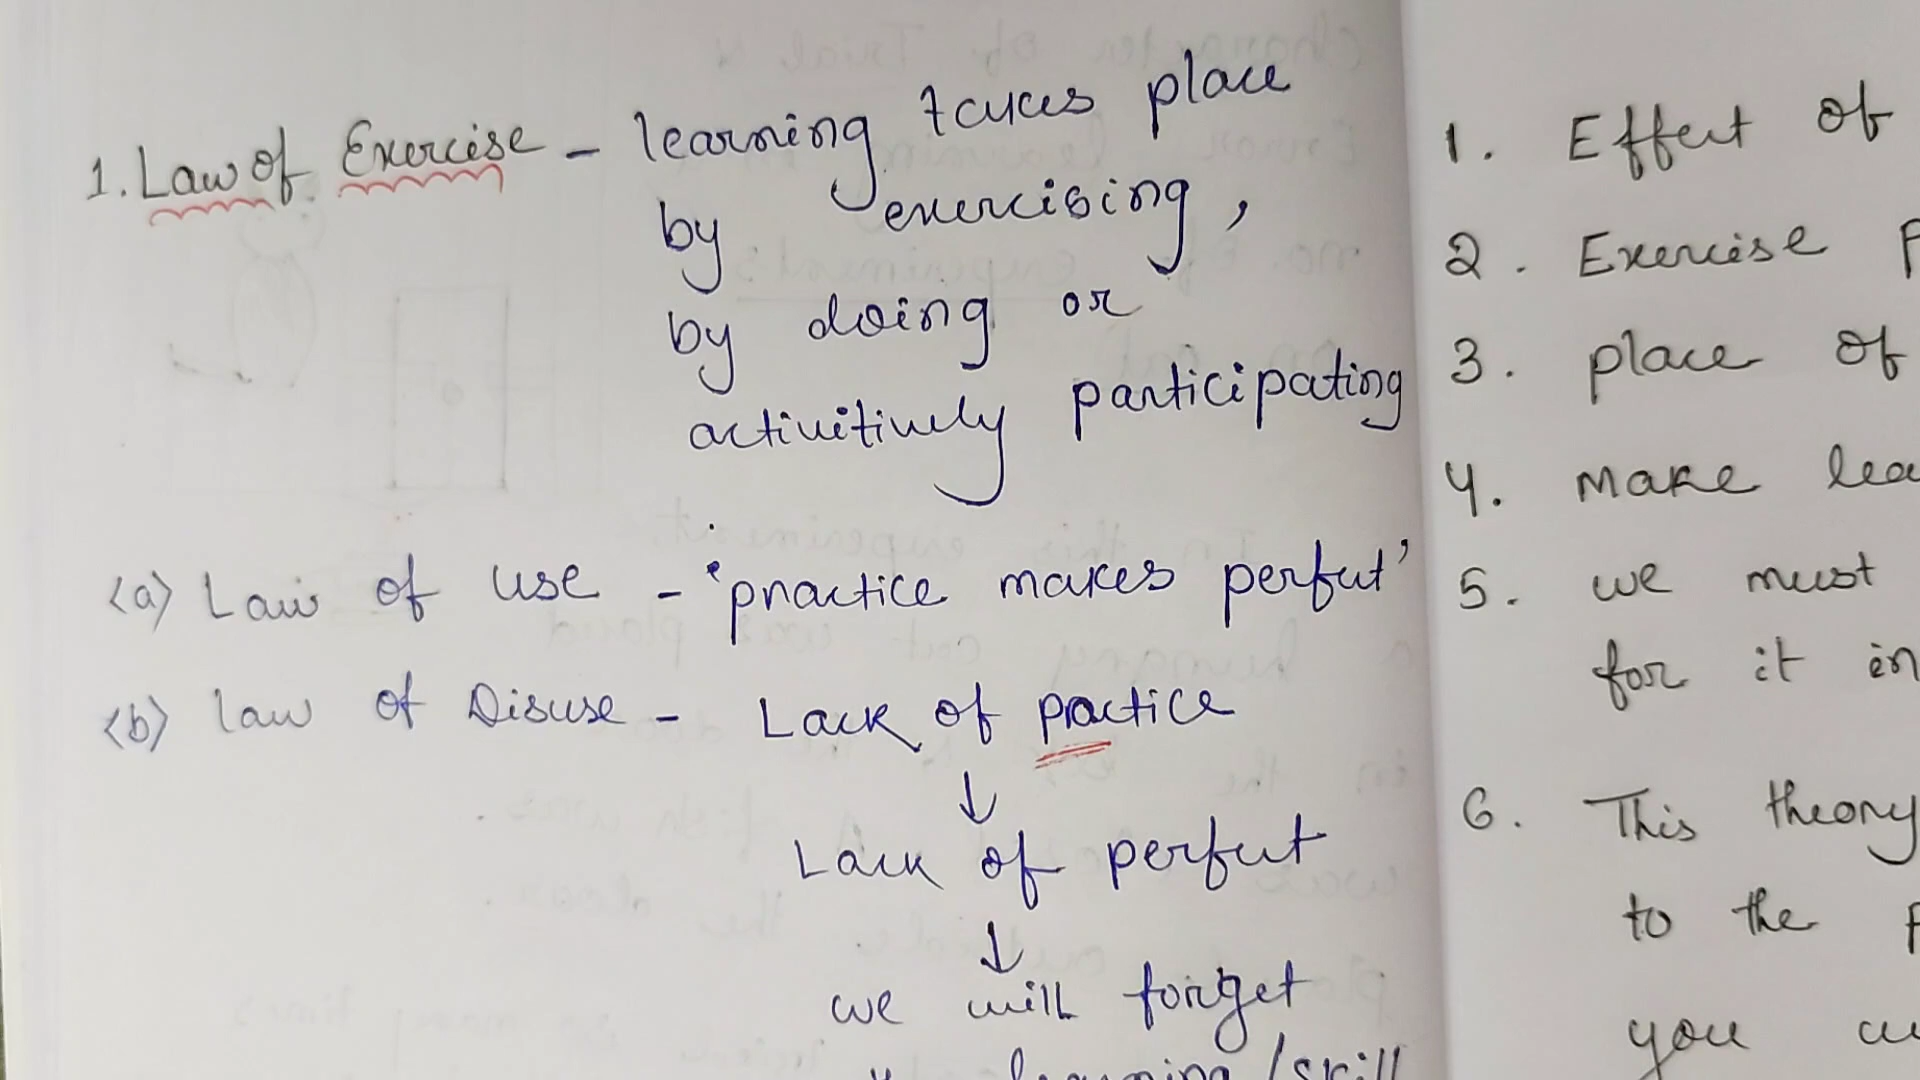 1. Law of Exercise - learning takes place
by exercising,
by doing or
activitively participating
(a) Law of use - 'practice makes perfect'
(b) law of Disuse - Lack of practice
↓
Lack of perfect
↓
we will forget
learning/skill
1. Effect of
2. Exercise
3. place of
4. Make
5. we must
for it in
6. This theory
to the
you